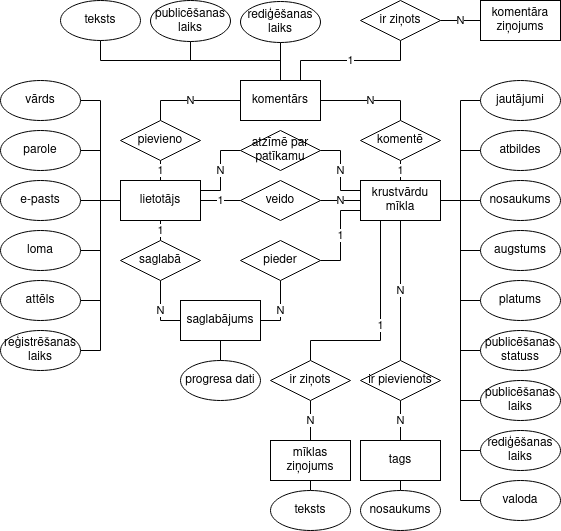 teksts
publicēšanas
laiks
rediģēšanas
laiks
ir ziņots
N
komentāra
ziņojums
1
vārds
N
komentārs
N
jautājumi
parole
pievieno
atzīmē par
patīkamu
komentē
atbildes
1
N
N
1
e-pasts
lietotājs
1
veido
N
krustvārdu
mīkla
nosaukums
1
1
loma
saglabā
pieder
augstums
N
attēls
N
saglabājums
N
1
platums
reģistrēšanas
laiks
publicēšanas
statuss
progresa dati
ir ziņots
ir pievienots
publicēšanas
laiks
N
N
mīklas
ziņojums
tags
rediģēšanas
laiks
teksts
nosaukums
valoda